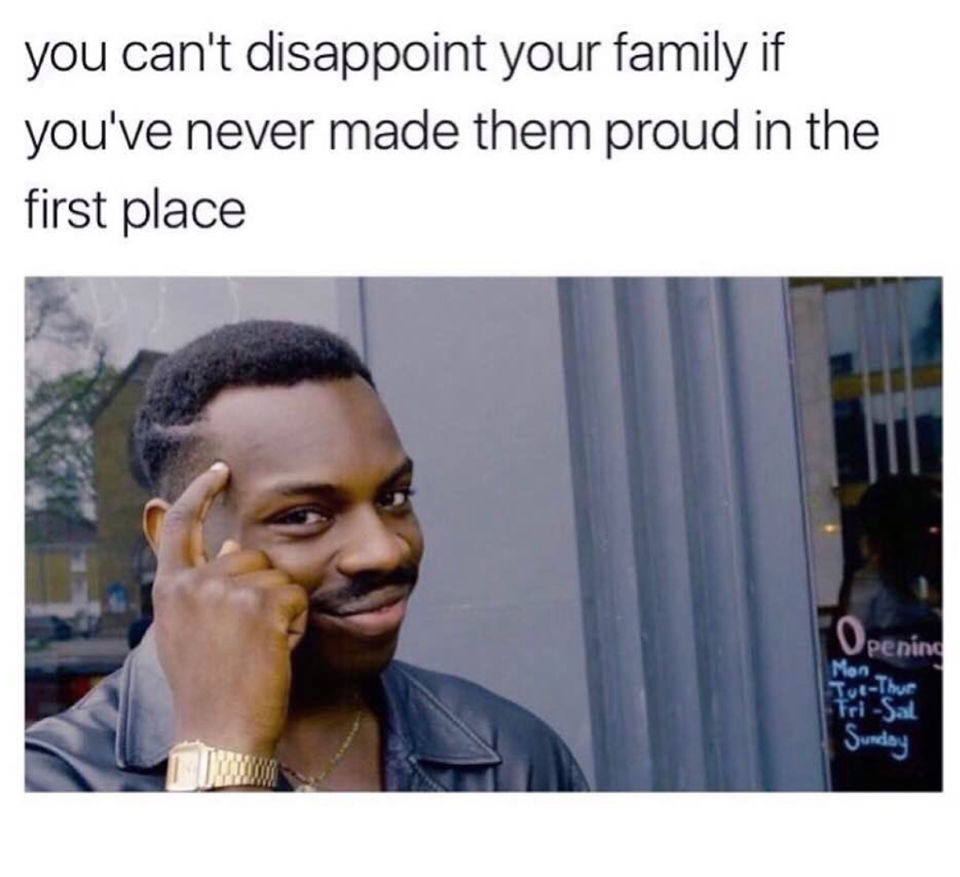 you can't disappoint your family if
you've never made them proud in the
first place
Opening
Mon
Tue-Thur
Fri -Sat
Sunday